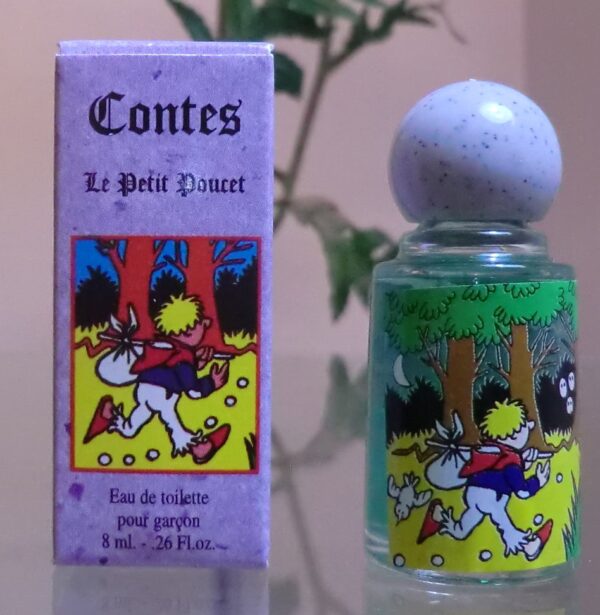 Contes
Le Petit Poucet
Eau de toilette
pour garçon
8 ml. - .26 Fl.oz.